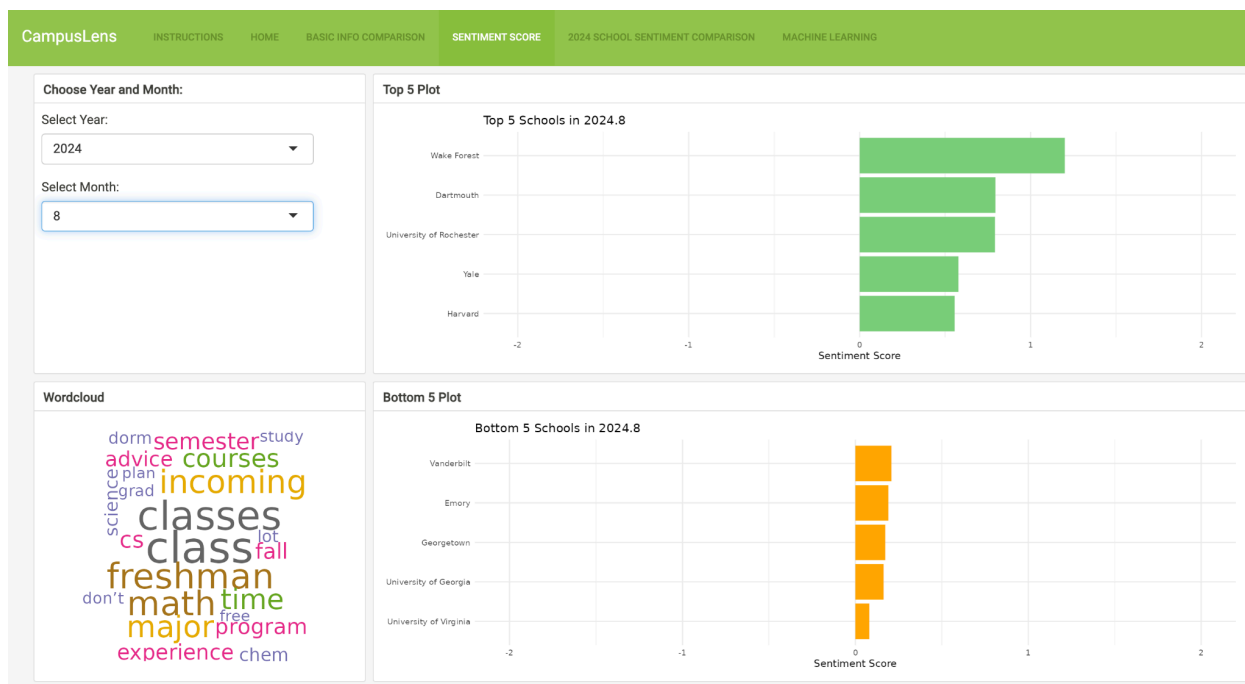 CampusLens INSTRUCTIONS HOME BASIC INFO COMPARISON SENTIMENT SCORE 2024 SCHOOL SENTIMENT COMPARISON MACHINE LEARNING
Choose Year and Month:
Select Year:
2024
Select Month:
8
Top 5 Plot
Top 5 Schools in 2024.8
Wake Forest
Dartmouth
University of Rochester
Yale
Harvard
-2 -1 0 1 2
Sentiment Score
Wordcloud
dorm semester study
advice courses
science plan incoming
grad
classes
cs class lot fall
freshman
don’t math time
free
major program
experience chem
Bottom 5 Plot
Bottom 5 Schools in 2024.8
Vanderbilt
Emory
Georgetown
University of Georgia
University of Virginia
-2 -1 0 1 2
Sentiment Score